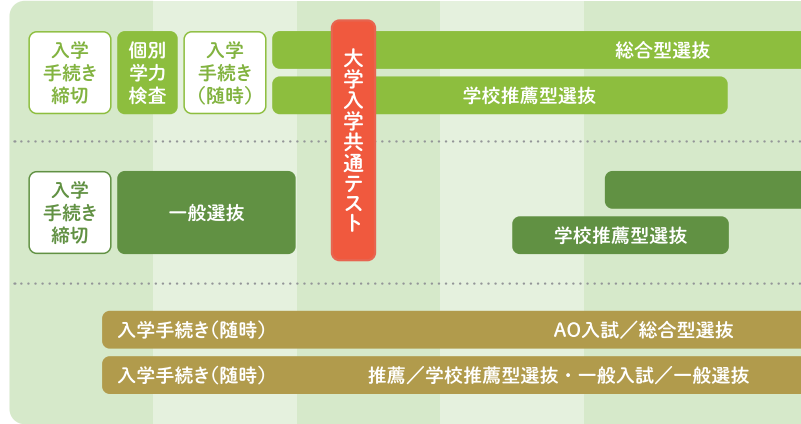 入学
手続き
締切
個別
学力
検査
入学
手続き
(随時)
総合型選抜
学校推薦型選抜
大学入学共通テスト
入学
手続き
締切
一般選抜
学校推薦型選抜
入学手続き(随時)
AO入試／総合型選抜
入学手続き(随時)
推薦／学校推薦型選抜・一般入試／一般選抜